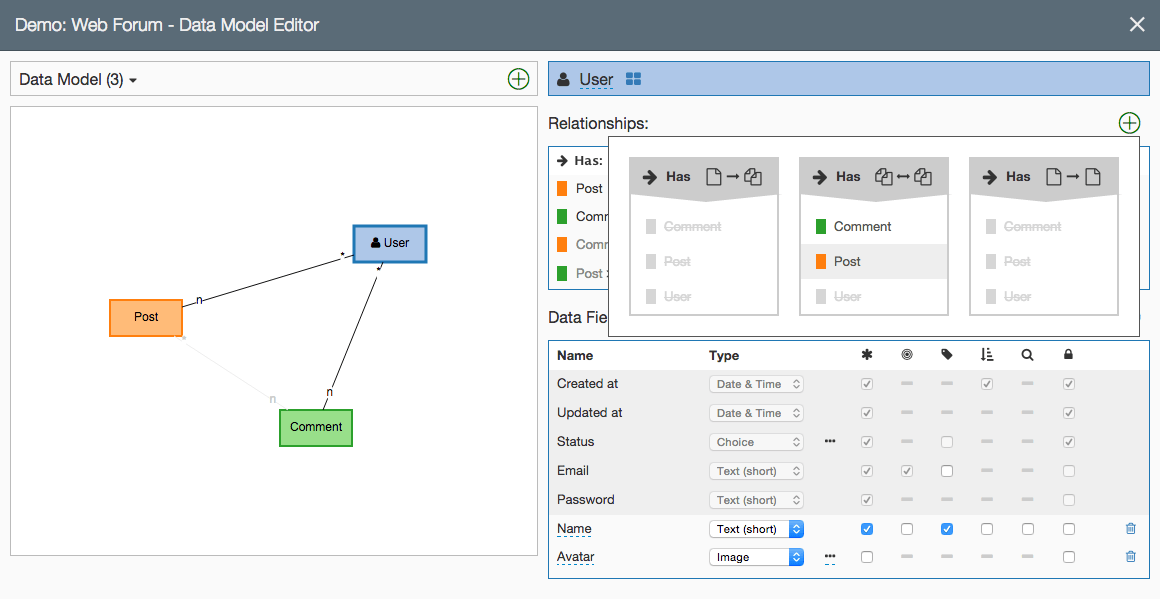 Demo: Web Forum - Data Model Editor
Data Model (3)
User
*
User
*
n
Post
*
n
n
Comment
User
Relationships:
Has:
Post
Comm
Comm
Post
Has
Comment
Post
User
Has
Comment
Post
User
Has
Comment
Post
User
Data Fie
Name Type
Created at Date & Time
Updated at Date & Time
Status Choice •••
Email Text (short)
Password Text (short)
Name Text (short)
Avatar Image •••